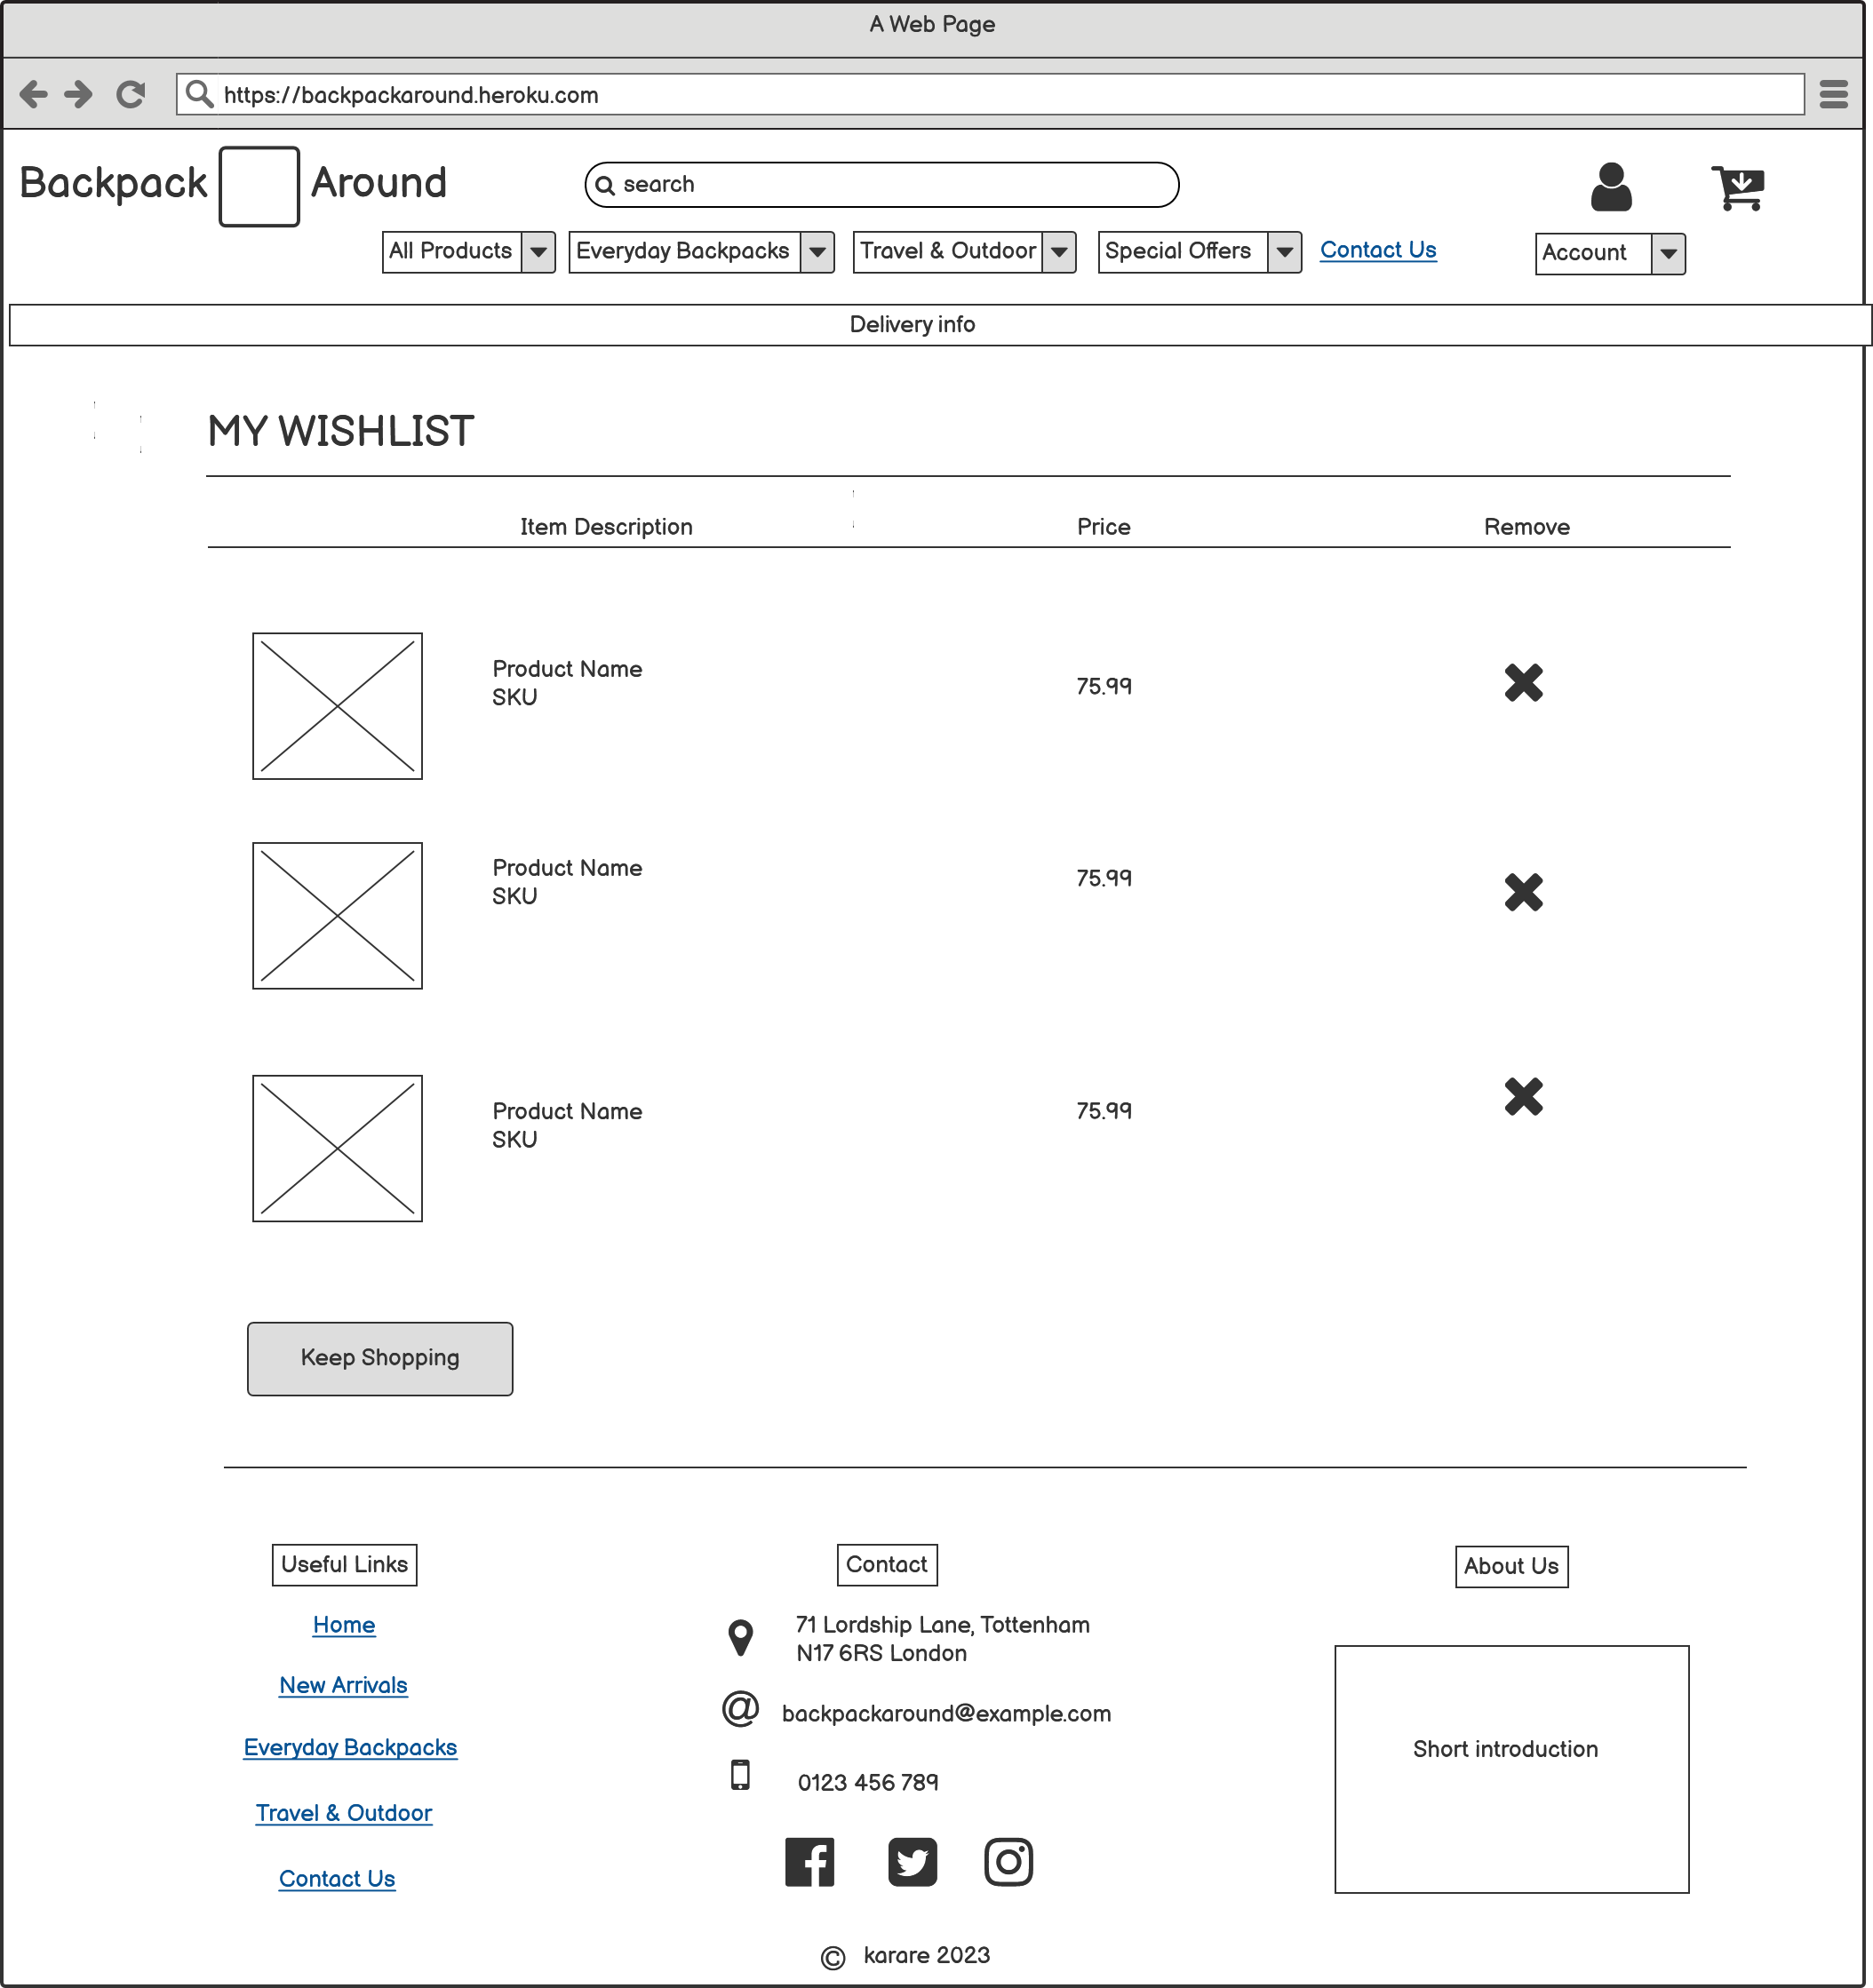 A Web Page
https://backpackaround.heroku.com
Backpack Around
search
All Products
Everyday Backpacks
Travel & Outdoor
Special Offers
Contact Us
Account
Delivery info
MY WISHLIST
Item Description
Price
Remove
Product Name
SKU
75.99
Product Name
SKU
75.99
Product Name
SKU
75.99
Keep Shopping
Useful Links
Home
New Arrivals
Everyday Backpacks
Travel & Outdoor
Contact Us
Contact
71 Lordship Lane, Tottenham
N17 6RS London
backpackaround@example.com
0123 456 789
About Us
Short introduction
© karare 2023